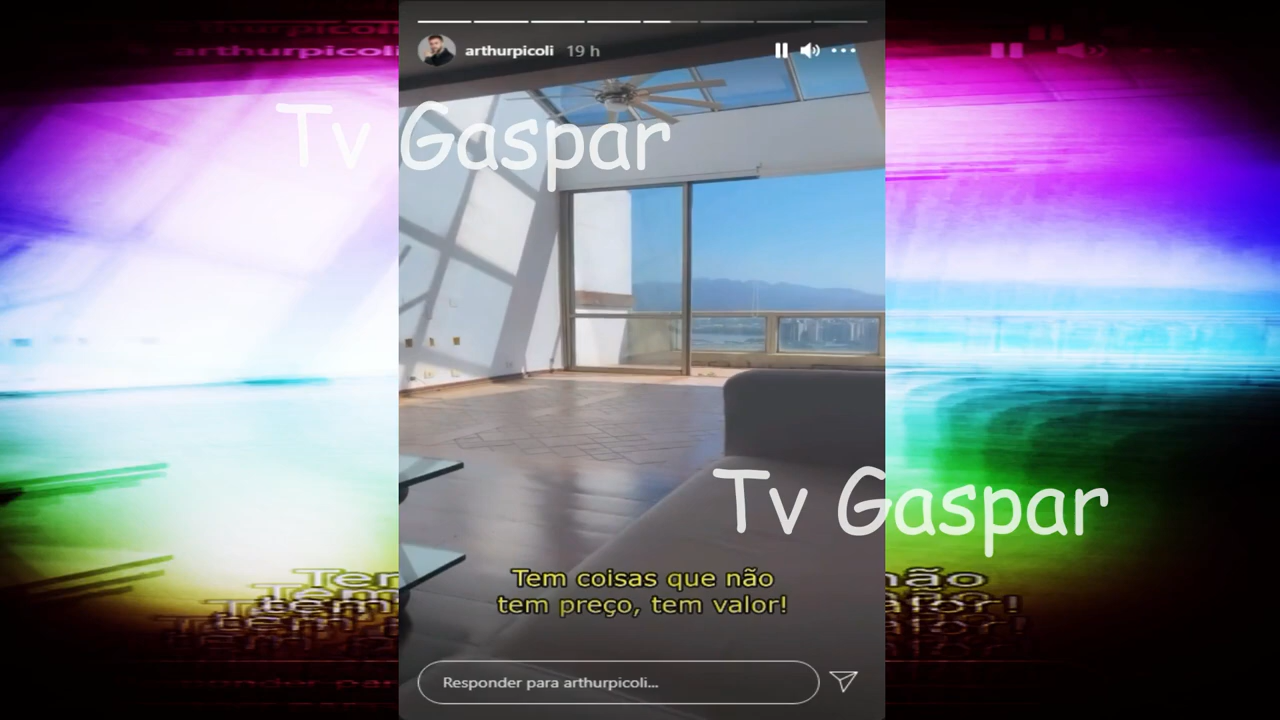 arthurpicoli 19 h
Tv Gaspar
Tv Gaspar
Tem coisas que não
tem preço, tem valor!
Responder para arthurpicoli...